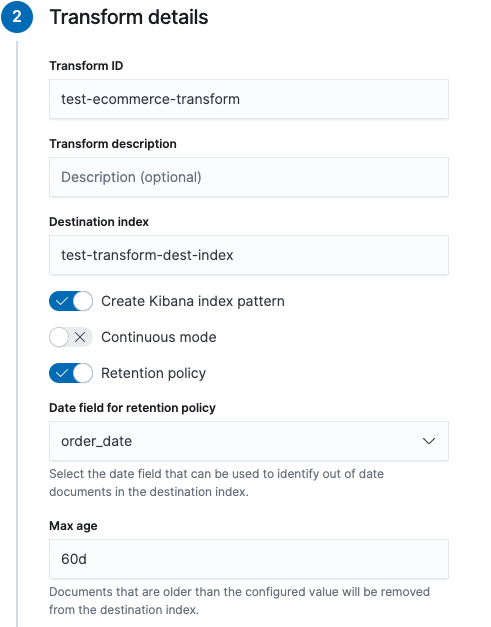 2 Transform details
Transform ID
test-ecommerce-transform
Transform description
Description (optional)
Destination index
test-transform-dest-index
Create Kibana index pattern
Continuous mode
Retention policy
Date field for retention policy
order_date
Select the date field that can be used to identify out of date
documents in the destination index.
Max age
60d
Documents that are older than the configured value will be removed
from the destination index.